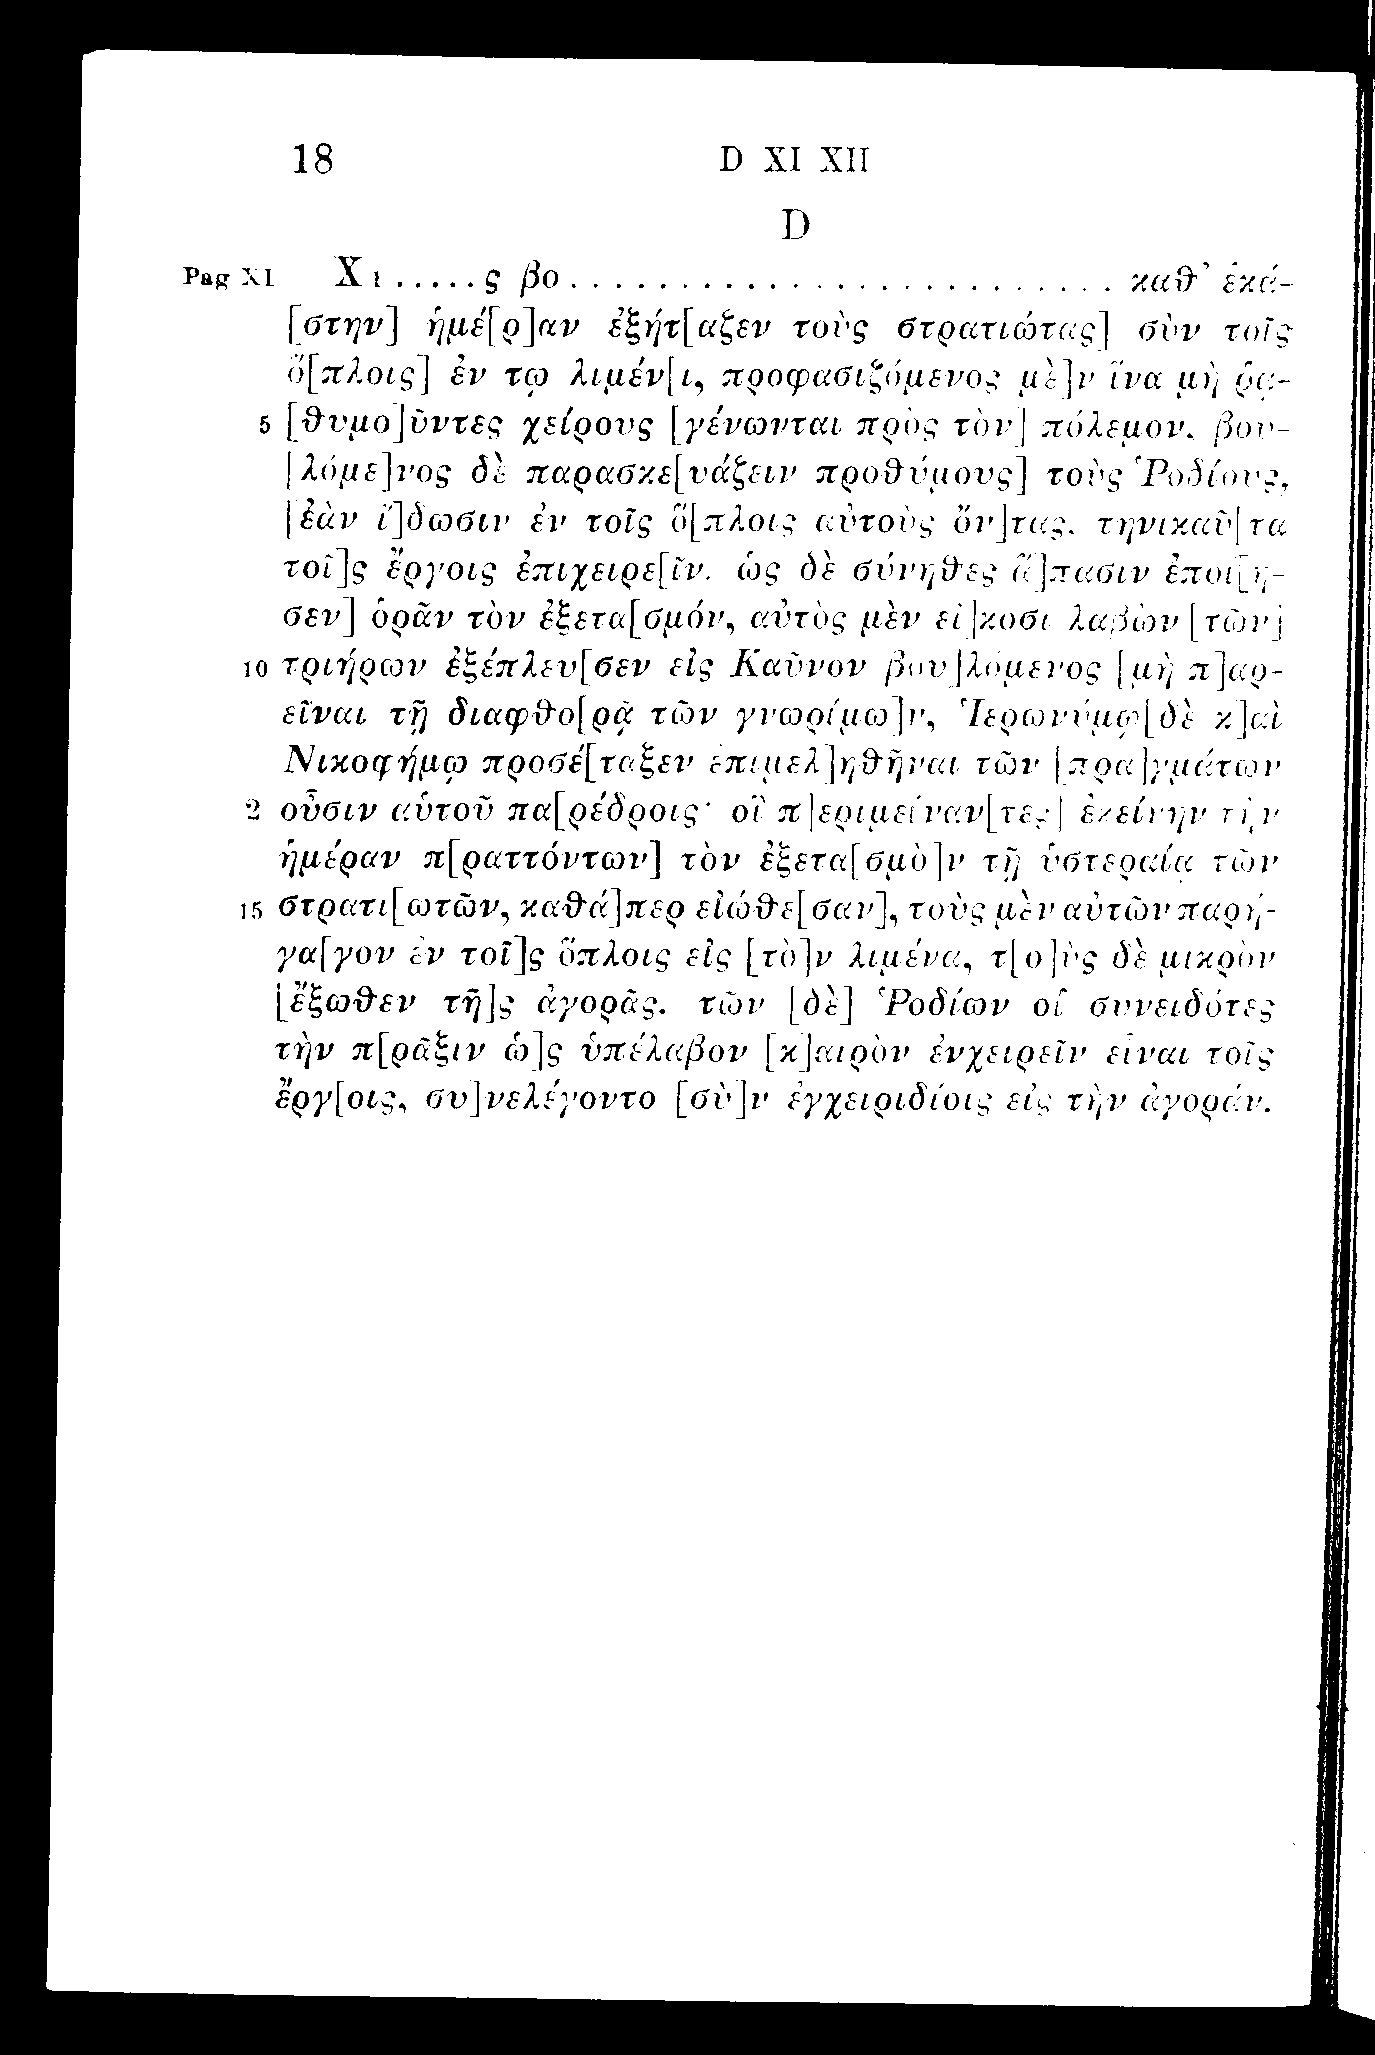 18 D XI XII
D
Pag XI X 1 . . . . . ς βο . . . . . . . . . . . . . . . . . . . . . . . . . . . . καθ' ἑκά-
[στην] ἡμέ[ρ]αν ἐξήτ[αζεν τοὺς στρατιώτας] σὺν τοῖς
ὅ[πλοις] ἐν τῳ λιμέν[ι, προφασιζόμενος μὲ]ν ἵνα μὴ ῥᾳ-
5 [θυμο]ῦντες χείρους [γένωνται πρὸς τὸν] πόλεμον, βου-
[λόμε]νος δὲ παρασκε[υάζειν προθύμους] τοὺς Ῥοδίους,
[ἐὰν ἴ]δωσιν ἐν τοῖς ὅ[πλοις αὐτοὺς ὄν]τας, τηνικαῦ[τα
τοῖ]ς ἔργοις ἐπιχειρε[ῖν. ὡς δὲ σύνηθες ἅ]πασιν ἐποί[η-
σεν] ὁρᾶν τὸν ἐξετα[σμόν, αὐτὸς μὲν εἴ]κοσι λαβὼν [τῶν]
10 τριήρων ἐξέπλευ[σεν εἰς Καῦνον βου]λόμενος [μὴ π]αρ-
εῖναι τῇ διαφθο[ρᾷ τῶν γνωρίμω]ν, Ἱερωνύμῳ [δὲ κ]αὶ
Νικοφήμῳ προσέ[ταξεν ἐπιμελ]ηθῆναι τῶν [πρα]γμάτων
2 οὖσιν αὑτοῦ πα[ρέδροις· οἳ π]εριμείναν[τες] ἐκείνην τὴν
ἡμέραν π[ραττόντων] τὸν ἐξετα[σμὸ]ν τῇ ὑστεραίᾳ τῶν
15 στρατι[ωτῶν, καθά]περ εἰώθε[σαν], τοὺς μὲν αὐτῶν παρή-
γα[γον ἐν τοῖ]ς ὅπλοις εἰς [τὸ]ν λιμένα, τ[ο]ὺς δὲ μικρὸν
[ἔξωθεν τῆ]ς ἀγορᾶς. τῶν [δὲ] Ῥοδίων οἱ συνειδότες
τὴν π[ρᾶξιν ὡ]ς ὑπέλαβον [κ]αιρὸν ἐνχειρεῖν εἶναι τοῖς
ἔργ[οις, συ]νελέγοντο [σὺ]ν ἐγχειριδίοις εἰς τὴν ἀγοράν.